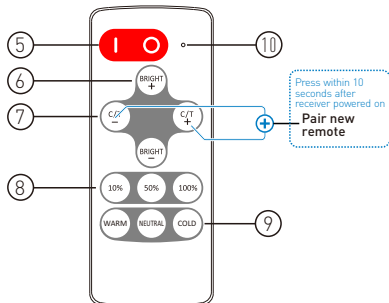 5
I O
10
6
BRIGHT
+
Press within 10
seconds after
receiver powered on
Pair new
remote
7
C/T
−
C/T
+
+
BRIGHT
−
8
10% 50% 100%
WARM NEUTRAL COLD
9